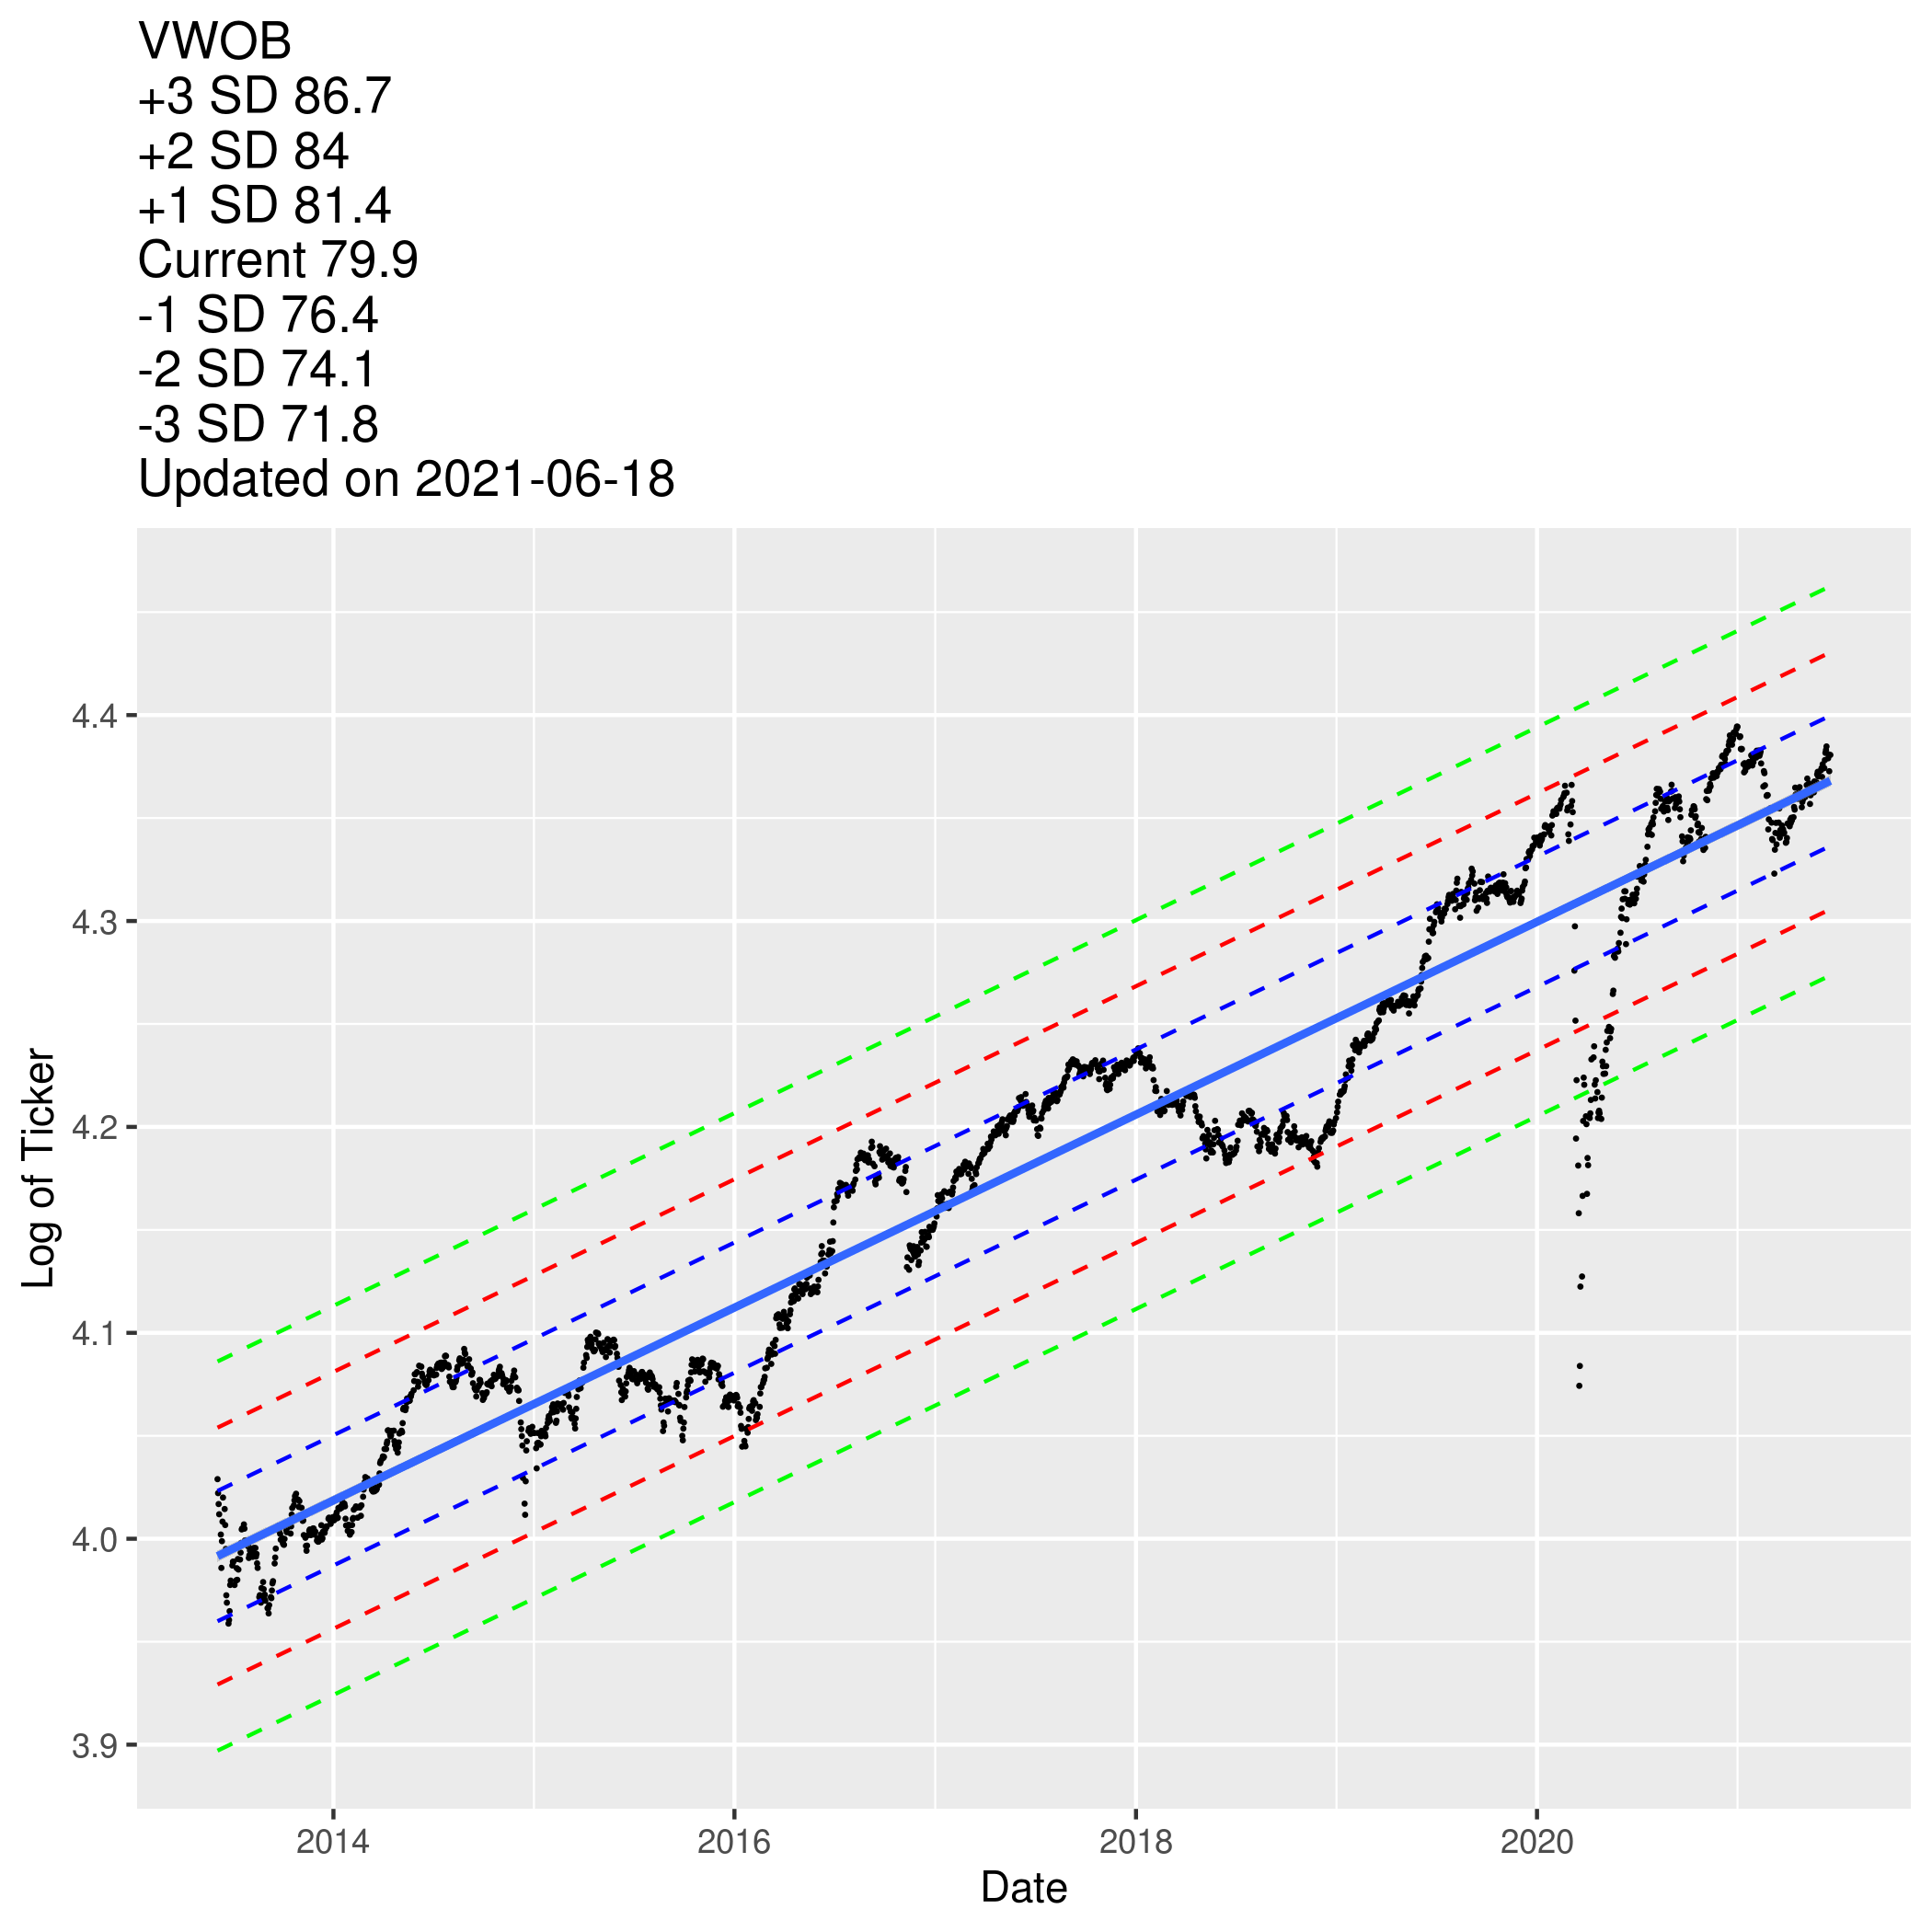 VWOB
+3 SD 86.7
+2 SD 84
+1 SD 81.4
Current 79.9
-1 SD 76.4
-2 SD 74.1
-3 SD 71.8
Updated on 2021-06-18
Log of Ticker
4.4
4.3
4.2
4.1
4.0
3.9
2014 2016 2018 2020
Date